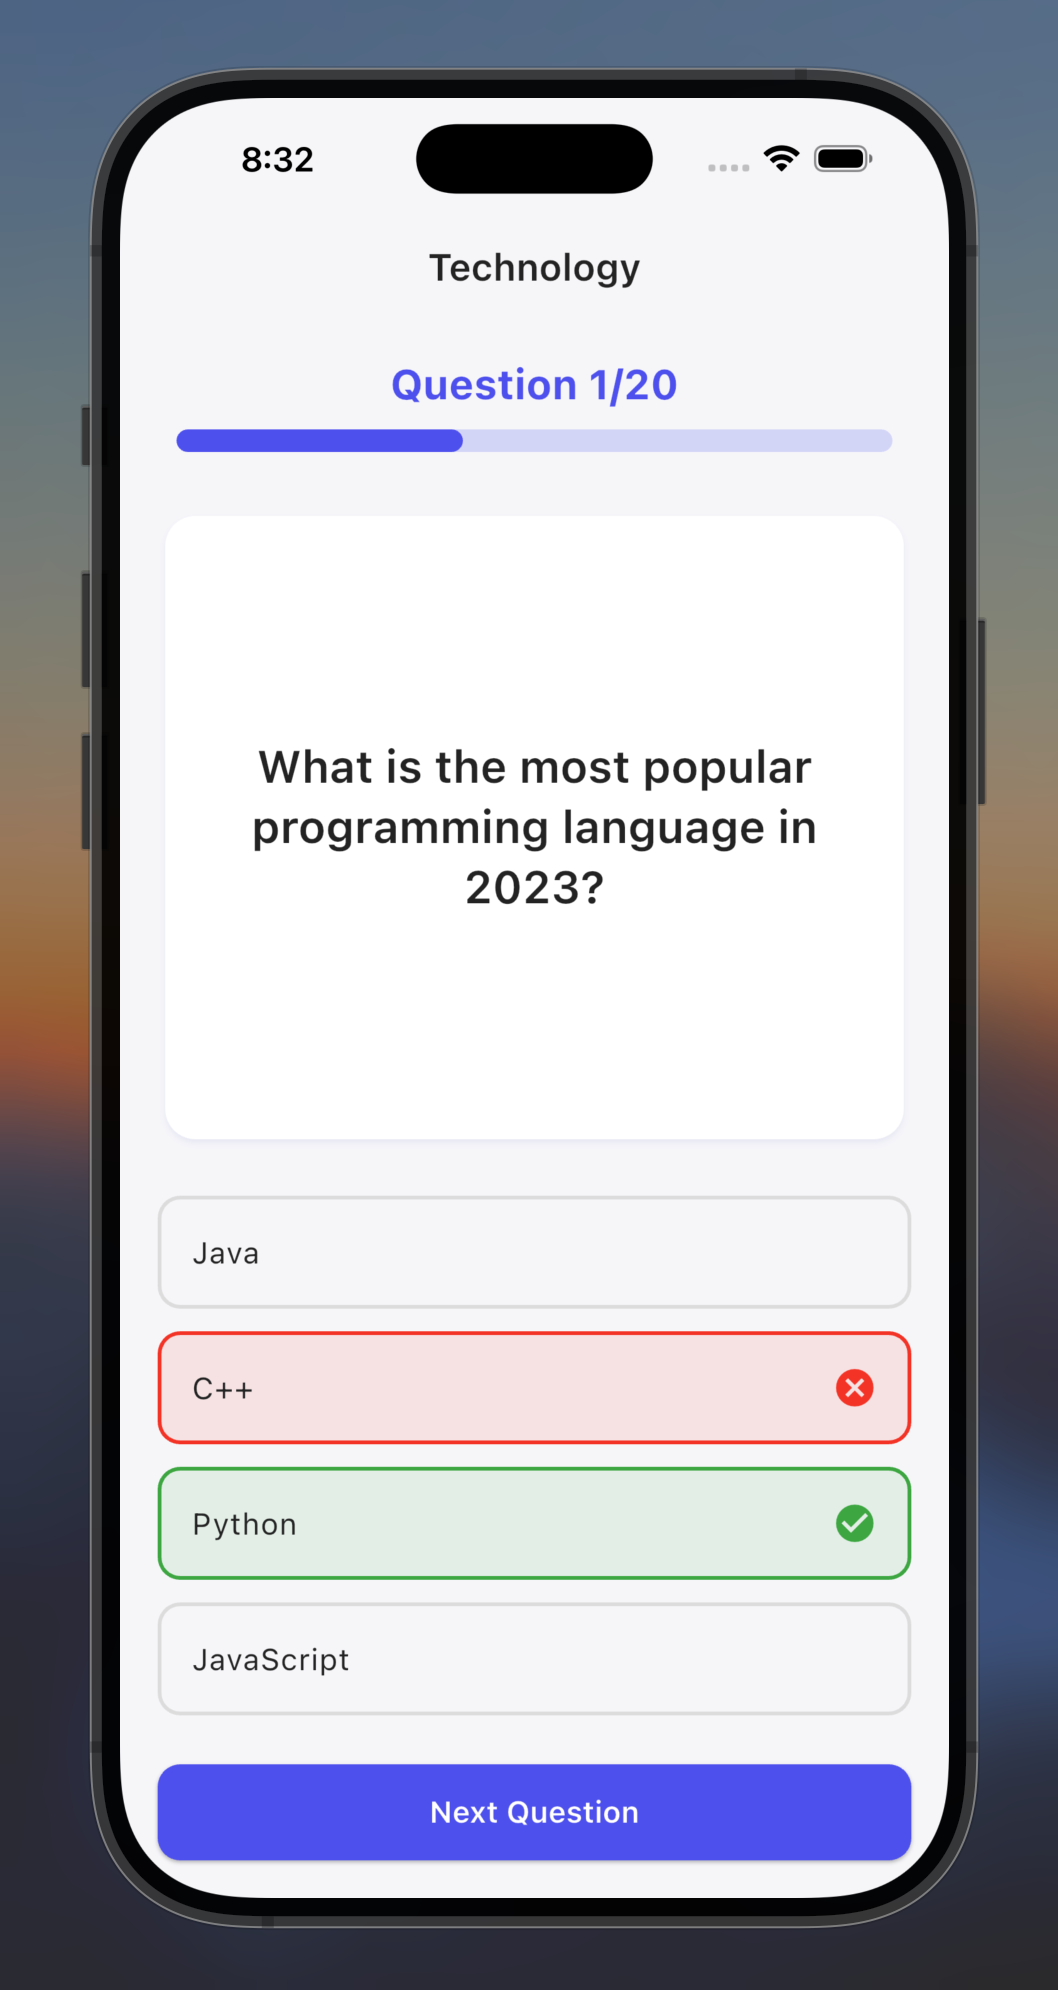 8:32
Technology
Question 1/20
What is the most popular
programming language in
2023?
Java
C++
Python
JavaScript
Next Question